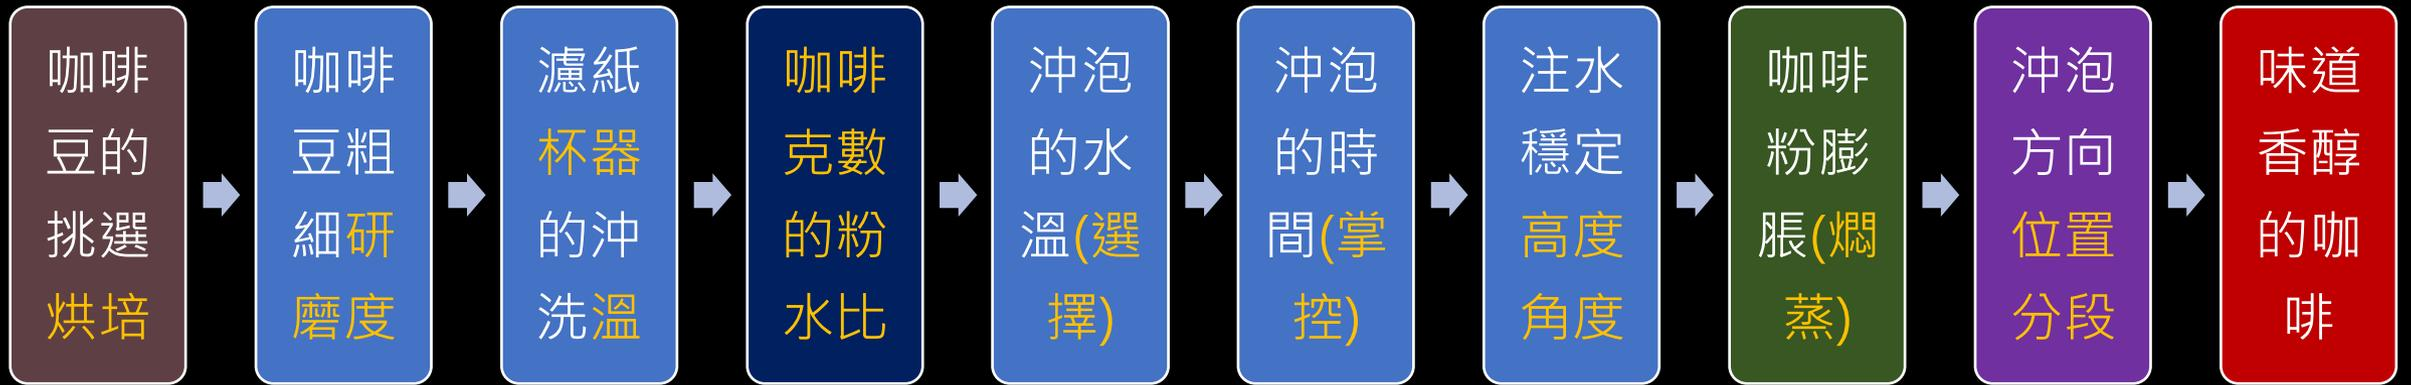 咖啡
豆的
挑選
烘培
咖啡
豆粗
細研
磨度
濾紙
杯器
的沖
洗溫
咖啡
克數
的粉
水比
沖泡
的水
溫(選
擇)
沖泡
的時
間(掌
控)
注水
穩定
高度
角度
咖啡
粉膨
脹(燜
蒸)
沖泡
方向
位置
分段
味道
香醇
的咖
啡